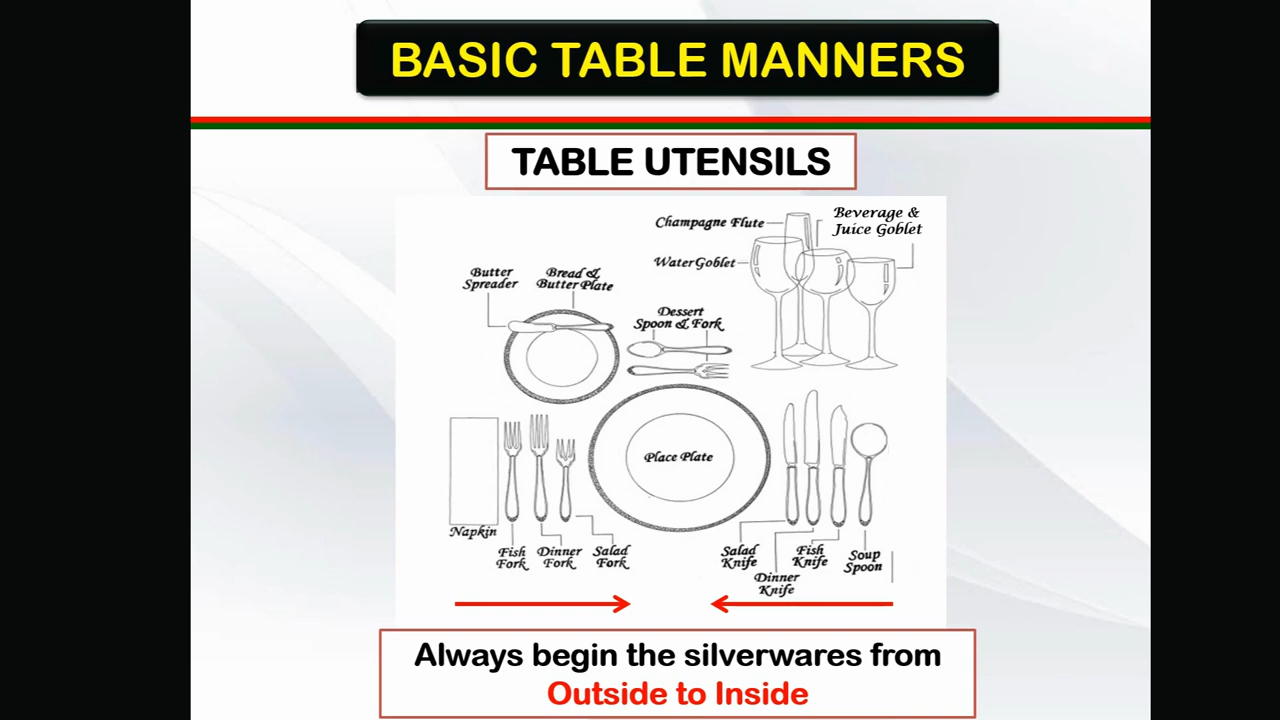 BASIC TABLE MANNERS
TABLE UTENSILS
Champagne Flute
Beverage &
Juice Goblet
Water Goblet
Butter
Spreader
Bread &
Butter Plate
Dessert
Spoon & Fork
Place Plate
Napkin
Fish
Fork
Dinner
Fork
Salad
Fork
Salad
Knife
Dinner
Knife
Fish
Knife
Soup
Spoon
Always begin the silverwares from
Outside to Inside